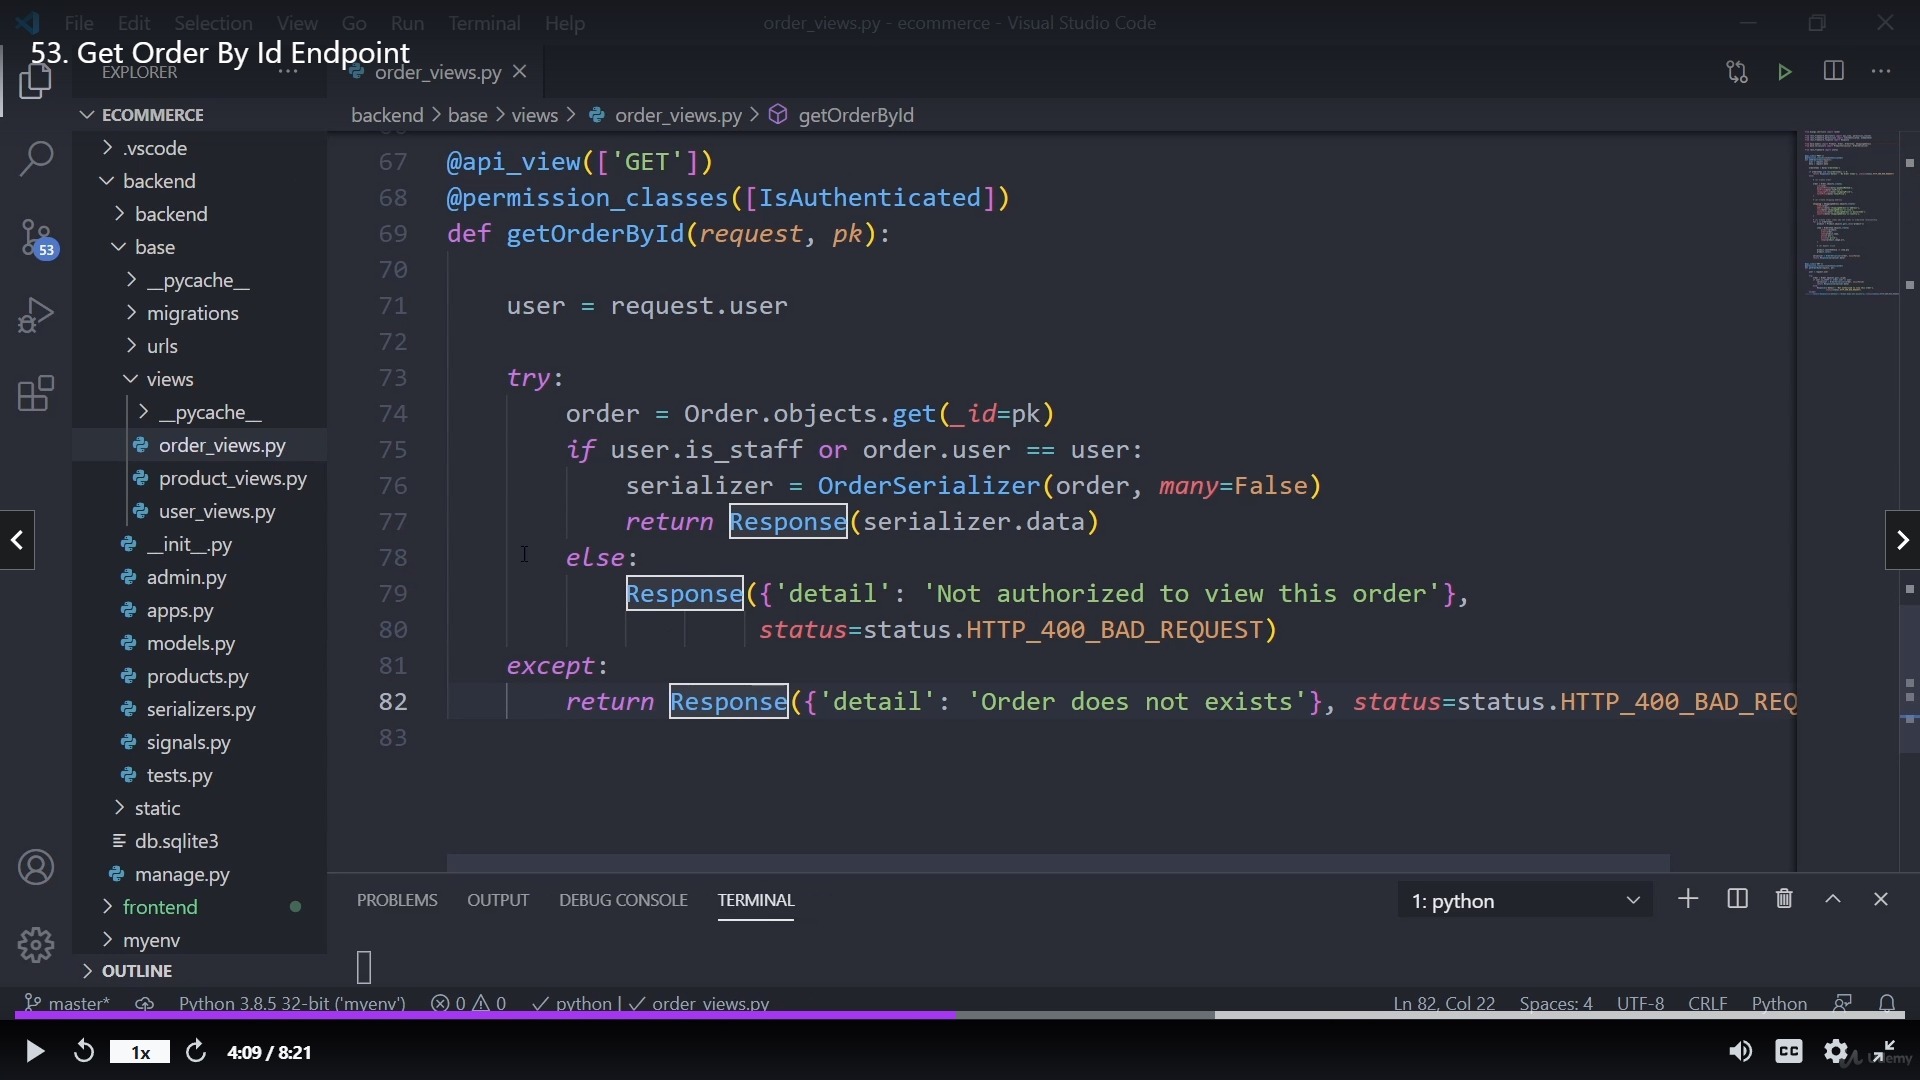 File Edit Selection View Go Run Terminal Help order_views.py - ecommerce - Visual Studio Code
53. Get Order By Id Endpoint
EXPLORER
order_views.py
ECOMMERCE
backend > base > views > order_views.py > getOrderById
.vscode
backend
backend
base
__pycache__
migrations
urls
views
__pycache__
order_views.py
product_views.py
user_views.py
__init__.py
admin.py
apps.py
models.py
products.py
serializers.py
signals.py
tests.py
static
db.sqlite3
manage.py
frontend
myenv
OUTLINE
53
67 @api_view(['GET'])
68 @permission_classes([IsAuthenticated])
69 def getOrderById(request, pk):
70
71 user = request.user
72
73 try:
74 order = Order.objects.get(_id=pk)
75 if user.is_staff or order.user == user:
76 serializer = OrderSerializer(order, many=False)
77 return Response(serializer.data)
78 else:
79 Response({'detail': 'Not authorized to view this order'},
80 status=status.HTTP_400_BAD_REQUEST)
81 except:
82 return Response({'detail': 'Order does not exists'}, status=status.HTTP_400_BAD_REQ
83
PROBLEMS OUTPUT DEBUG CONSOLE TERMINAL 1: python
master* Python 3.8.5 32-bit ('myenv') 0 0 python | order_views.py Ln 82, Col 22 Spaces: 4 UTF-8 CRLF Python
1x 4:09 / 8:21 CC
Udemy